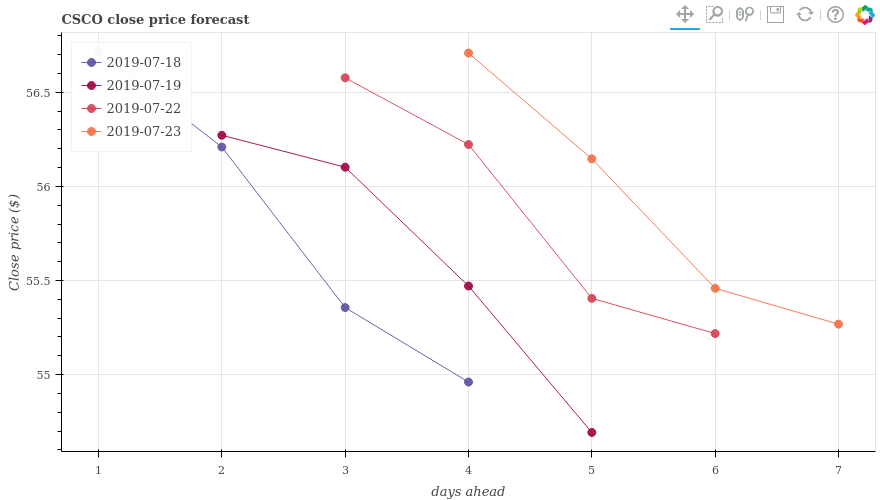 CSCO close price forecast
2019-07-18
2019-07-19
2019-07-22
2019-07-23
56.5
56
55.5
55
Close price ($)
1 2 3 4 5 6 7
days ahead